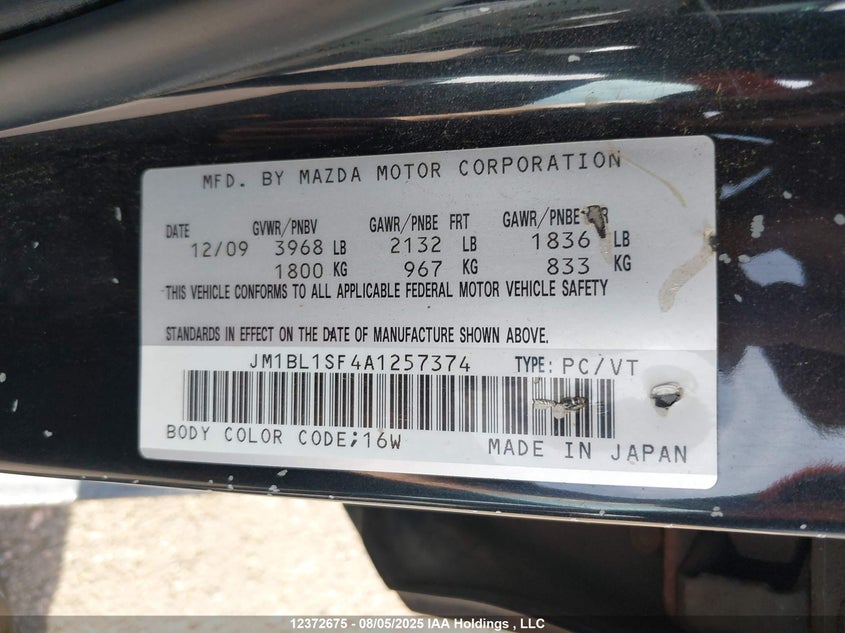 MFD. BY MAZDA MOTOR CORPORATION
DATE GVWR/PNBV GAWR/PNBE FRT GAWR/PNBE
12/09 3968 LB 2132 LB 1836 LB
1800 KG 967 KG 833 KG
THIS VEHICLE CONFORMS TO ALL APPLICABLE FEDERAL MOTOR VEHICLE SAFETY
STANDARDS IN EFFECT ON THE DATE OF MANUFACTURE SHOWN ABOVE.
JM1BL1SF4A1257374 TYPE: PC/VT
BODY COLOR CODE;16W MADE IN JAPAN
12372675 - 08/05/2025 IAA Holdings , LLC